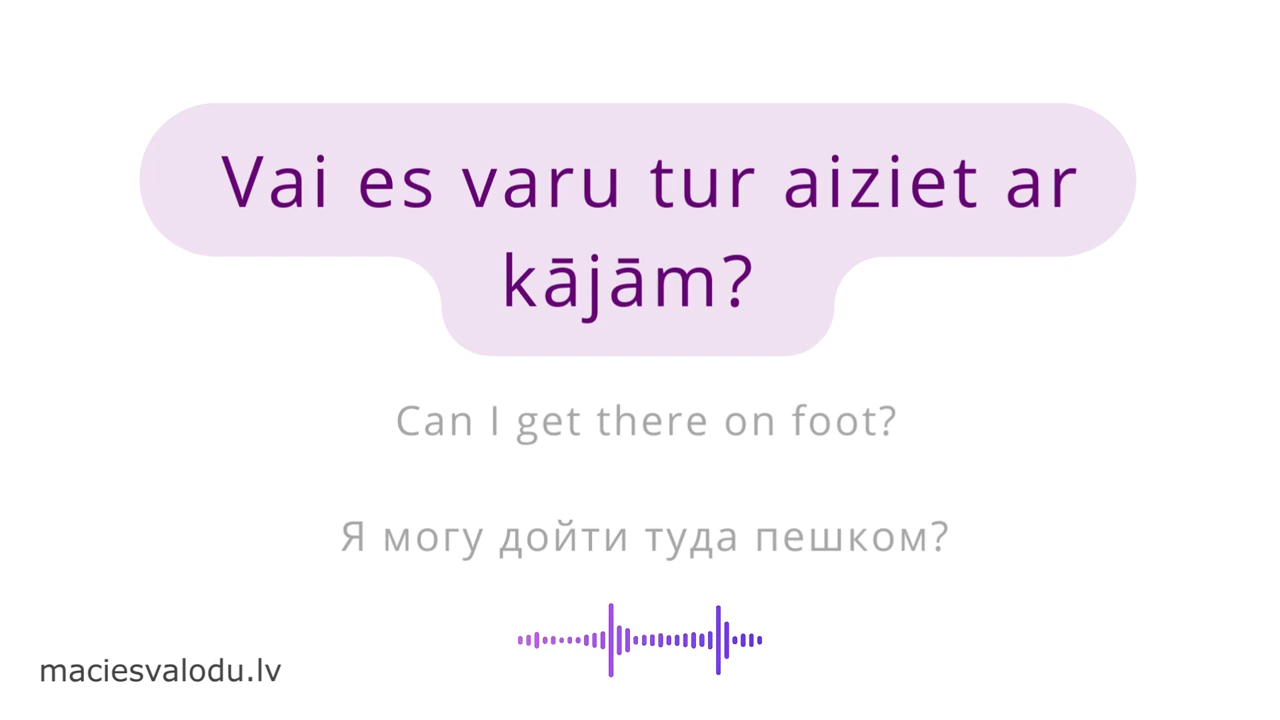 Vai es varu tur aiziet ar
kājām?
Can I get there on foot?
Я могу дойти туда пешком?
maciesvalodu.lv